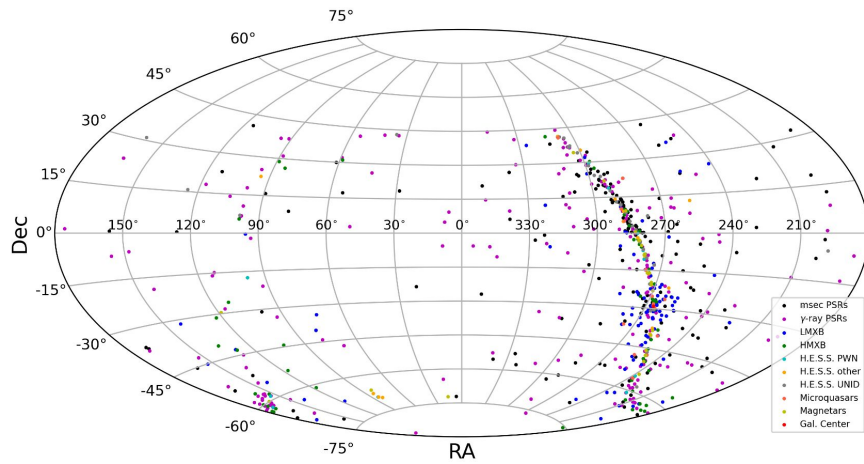 75°
60°
45°
30°
15°
Dec
150° 120° 90° 60° 30° 0° 330° 300° 270° 240° 210°
0°
-15°
-30°
-45°
-60°
-75°
RA
msec PSRs
γ-ray PSRs
LMXB
HMXB
H.E.S.S. PWN
H.E.S.S. other
H.E.S.S. UNID
Microquasars
Magnetars
Gal. Center